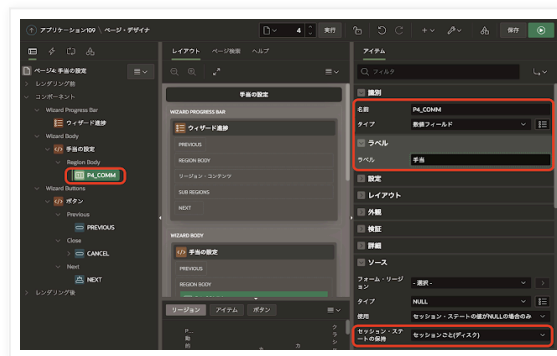 アプリケーション109 \ ページ・デザイナ
4
実行
保存
ページ4: 手当の設定
レンダリング前
コンポーネント
Wizard Progress Bar
ウィザード進捗
Wizard Body
手当の設定
Region Body
P4_COMM
Wizard Buttons
ボタン
Previous
PREVIOUS
Close
CANCEL
Next
NEXT
レンダリング後
レイアウト
ページ検索
ヘルプ
手当の設定
WIZARD PROGRESS BAR
ウィザード進捗
PREVIOUS
REGION BODY
リージョン・コンテンツ
SUB REGIONS
NEXT
WIZARD BODY
手当の設定
PREVIOUS
REGION BODY
リージョン
アイテム
ボタン
アイテム
フィルタ
識別
名前
P4_COMM
タイプ
数値フィールド
ラベル
ラベル
手当
設定
レイアウト
外観
検証
詳細
ソース
フォーム・リージョン
- 選択 -
タイプ
NULL
使用
セッション・ステートの値がNULLの場合のみ
セッション・ステートの保持
セッションごと(ディスク)